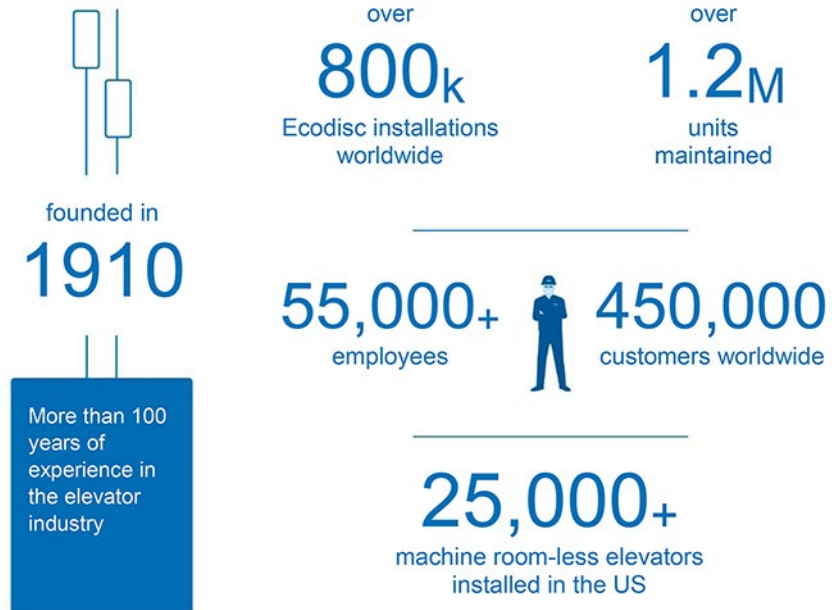 founded in
1910
More than 100
years of
experience in
the elevator
industry
over
800k
Ecodisc installations
worldwide
over
1.2M
units
maintained
55,000+
employees
450,000
customers worldwide
25,000+
machine room-less elevators
installed in the US